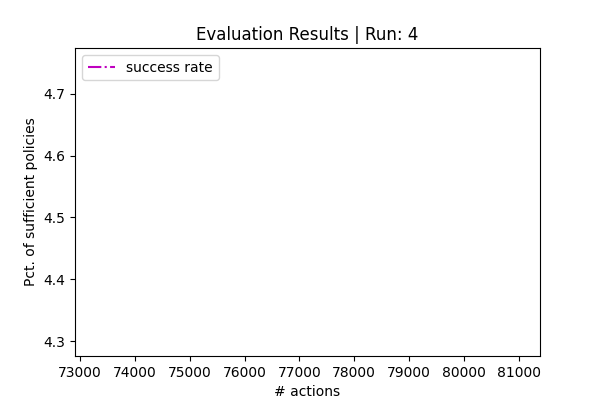 Evaluation Results | Run: 4
success rate
Pct. of sufficient policies
4.7
4.6
4.5
4.4
4.3
73000 74000 75000 76000 77000 78000 79000 80000 81000
# actions